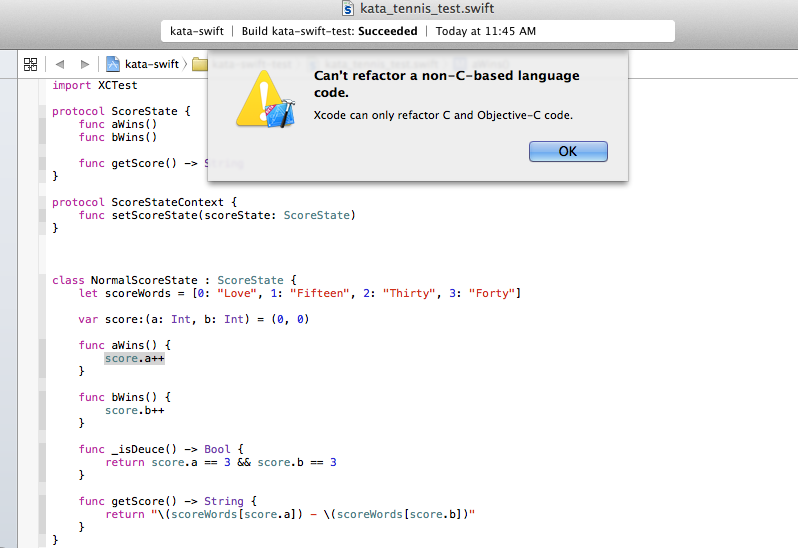 kata_tennis_test.swift
kata-swift | Build kata-swift-test: Succeeded | Today at 11:45 AM
kata-swift
Can't refactor a non-C-based language
code.
Xcode can only refactor C and Objective-C code.
OK
import XCTest
protocol ScoreState {
func aWins()
func bWins()
func getScore() -> String
}
protocol ScoreStateContext {
func setScoreState(scoreState: ScoreState)
}
class NormalScoreState : ScoreState {
let scoreWords = [0: "Love", 1: "Fifteen", 2: "Thirty", 3: "Forty"]
var score:(a: Int, b: Int) = (0, 0)
func aWins() {
score.a++
}
func bWins() {
score.b++
}
func _isDeuce() -> Bool {
return score.a == 3 && score.b == 3
}
func getScore() -> String {
return "\(scoreWords[score.a]) - \(scoreWords[score.b])"
}
}